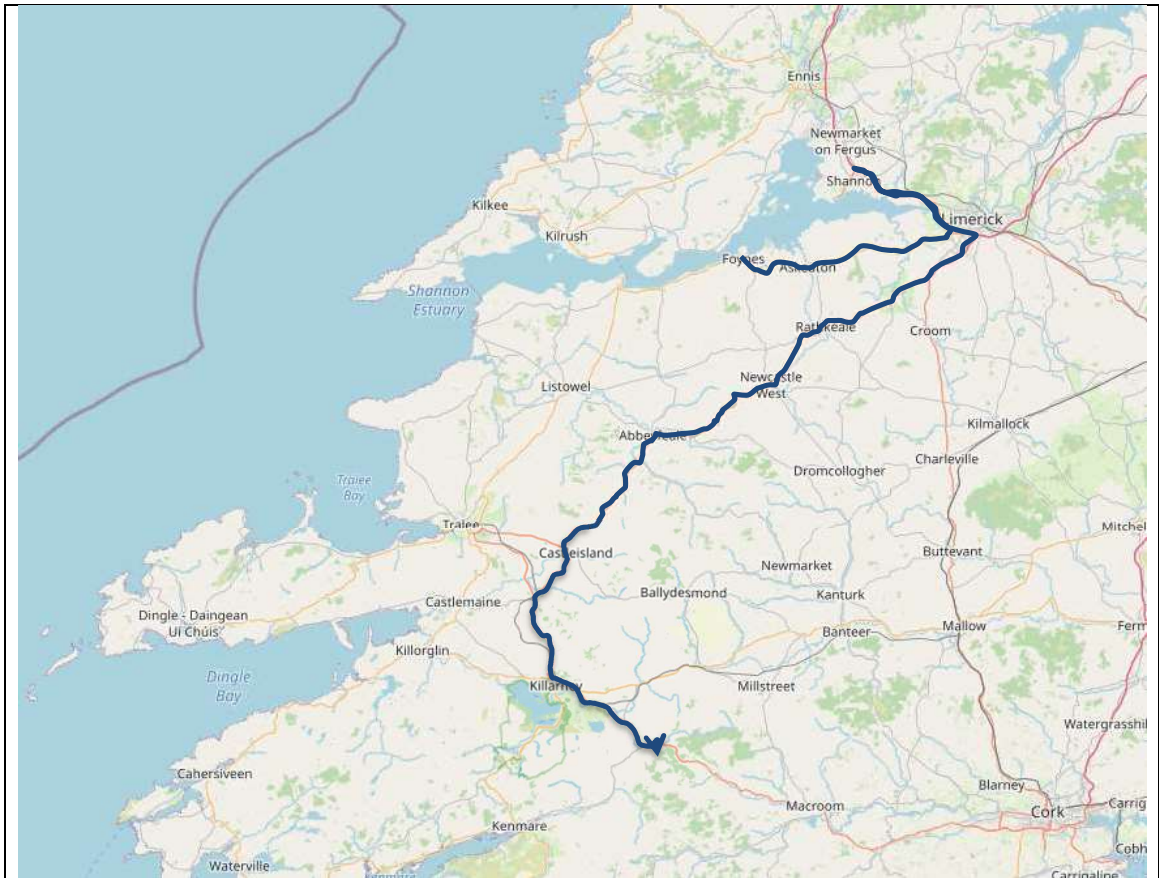 Ennis
Newmarket
on Fergus
Shannon
Limerick
Kilkee
Kilrush
Foynes
Askeaton
Shannon
Estuary
Rathkeale
Croom
Listowel
Newcastle
West
Kilmallock
Abbeyfeale
Charleville
Dromcollogher
Tralee
Bay
Tralee
Mitchel
Castleisland
Buttevant
Newmarket
Ballydesmond
Kanturk
Castlemaine
Dingle - Daingean
Uí Chúis
Banteer
Mallow
Ferm
Killorglin
Dingle
Bay
Killarney
Millstreet
Watergrasshil
Cahersiveen
Blarney
Macroom
Cork
Carrig
Kenmare
Cobh
Waterville
Kenmare
Carrigaline